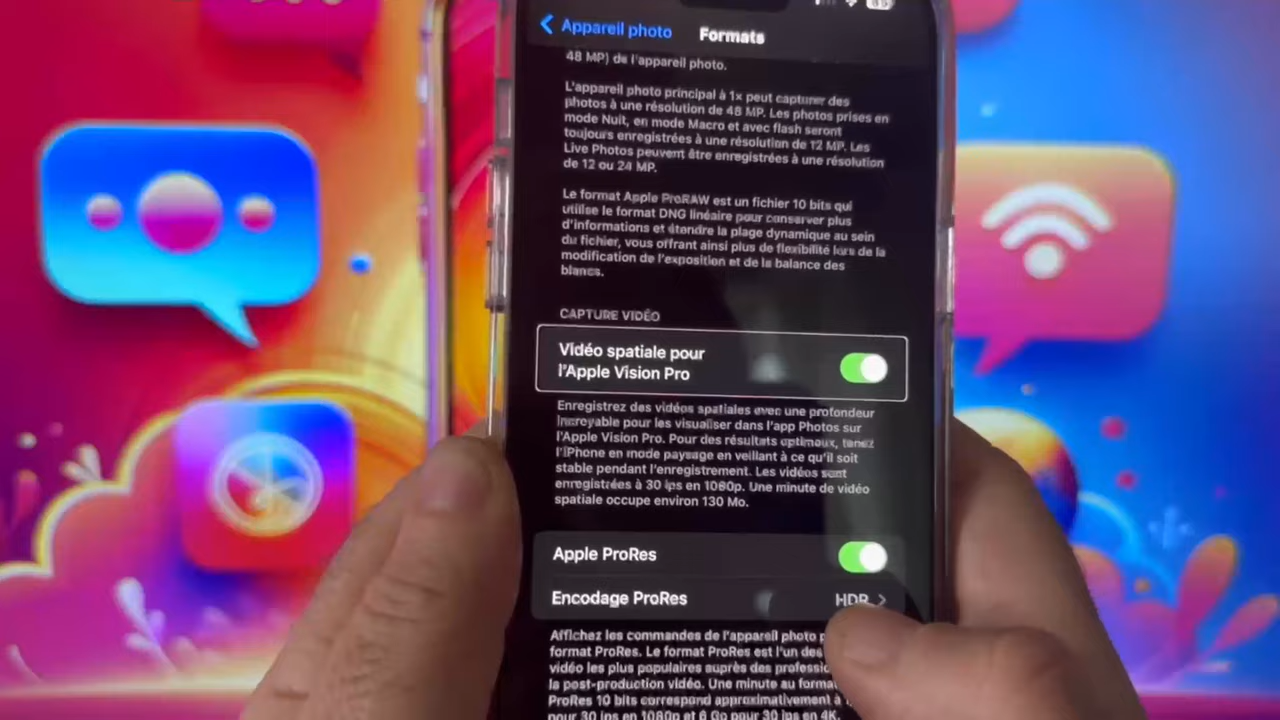 Appareil photo
Formats
48 MP) de l'appareil photo.
L'appareil photo principal à 1x peut capturer des
photos à une résolution de 48 MP. Les photos prises en
mode Nuit, en mode Macro et avec flash seront
toujours enregistrées à une résolution de 12 MP. Les
Live Photos peuvent être enregistrées à une résolution
de 12 ou 24 MP.
Le format Apple ProRAW est un fichier 10 bits qui
utilise le format DNG linéaire pour conserver plus
d'informations et étendre la plage dynamique au sein
du fichier, vous offrant ainsi plus de flexibilité lors de la
modification de l'exposition et de la balance des
blancs.
CAPTURE VIDÉO
Vidéo spatiale pour
l'Apple Vision Pro
Enregistrez des vidéos spatiales avec une profondeur
incroyable pour les visualiser dans l'app Photos sur
l'Apple Vision Pro. Pour des résultats optimaux, tenez
l'iPhone en mode paysage en veillant à ce qu'il soit
stable pendant l'enregistrement. Les vidéos sont
enregistrées à 30 ips en 1080p. Une minute de vidéo
spatiale occupe environ 130 Mo.
Apple ProRes
Encodage ProRes
HDR
Affichez les commandes de l'appareil photo
format ProRes. Le format ProRes est l'un des
vidéo les plus populaires auprès des
la post-production vidéo. Une minute au
ProRes 10 bits correspond approximativement à
pour 30 ips en 1080p et 6 Go pour 30 ips en 4K.